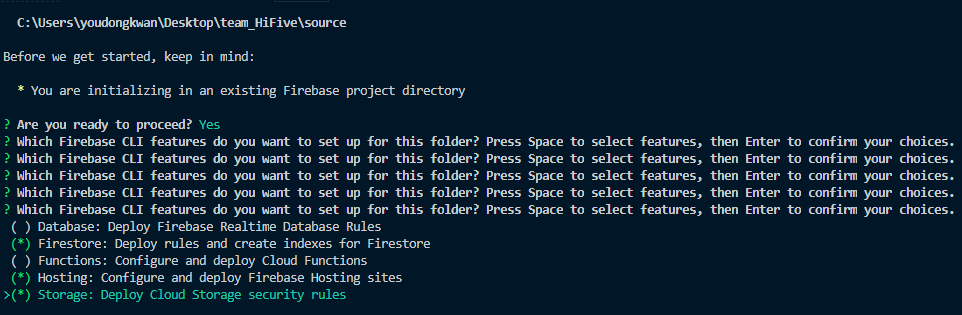 C:\Users\youdongkwan\Desktop\team_HiFive\source
Before we get started, keep in mind:
* You are initializing in an existing Firebase project directory
? Are you ready to proceed? Yes
? Which Firebase CLI features do you want to set up for this folder? Press Space to select features, then Enter to confirm your choices.
? Which Firebase CLI features do you want to set up for this folder? Press Space to select features, then Enter to confirm your choices.
? Which Firebase CLI features do you want to set up for this folder? Press Space to select features, then Enter to confirm your choices.
? Which Firebase CLI features do you want to set up for this folder? Press Space to select features, then Enter to confirm your choices.
? Which Firebase CLI features do you want to set up for this folder? Press Space to select features, then Enter to confirm your choices.
( ) Database: Deploy Firebase Realtime Database Rules
(*) Firestore: Deploy rules and create indexes for Firestore
( ) Functions: Configure and deploy Cloud Functions
(*) Hosting: Configure and deploy Firebase Hosting sites
>(*) Storage: Deploy Cloud Storage security rules